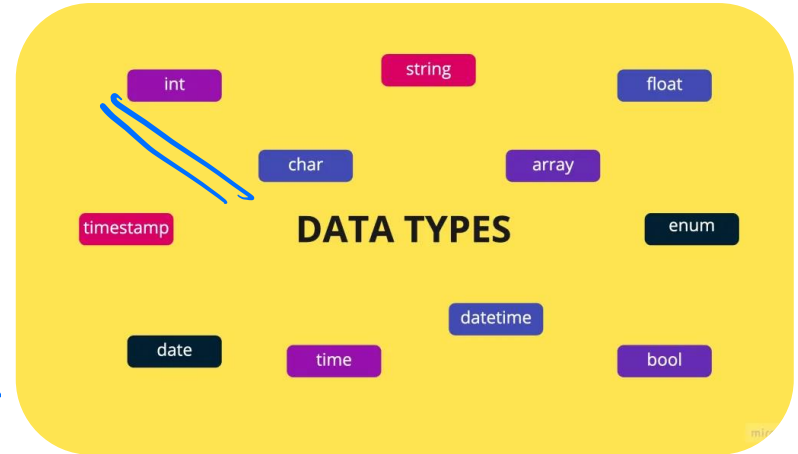 int
string
float
char
array
timestamp
DATA TYPES
enum
datetime
date
time
bool